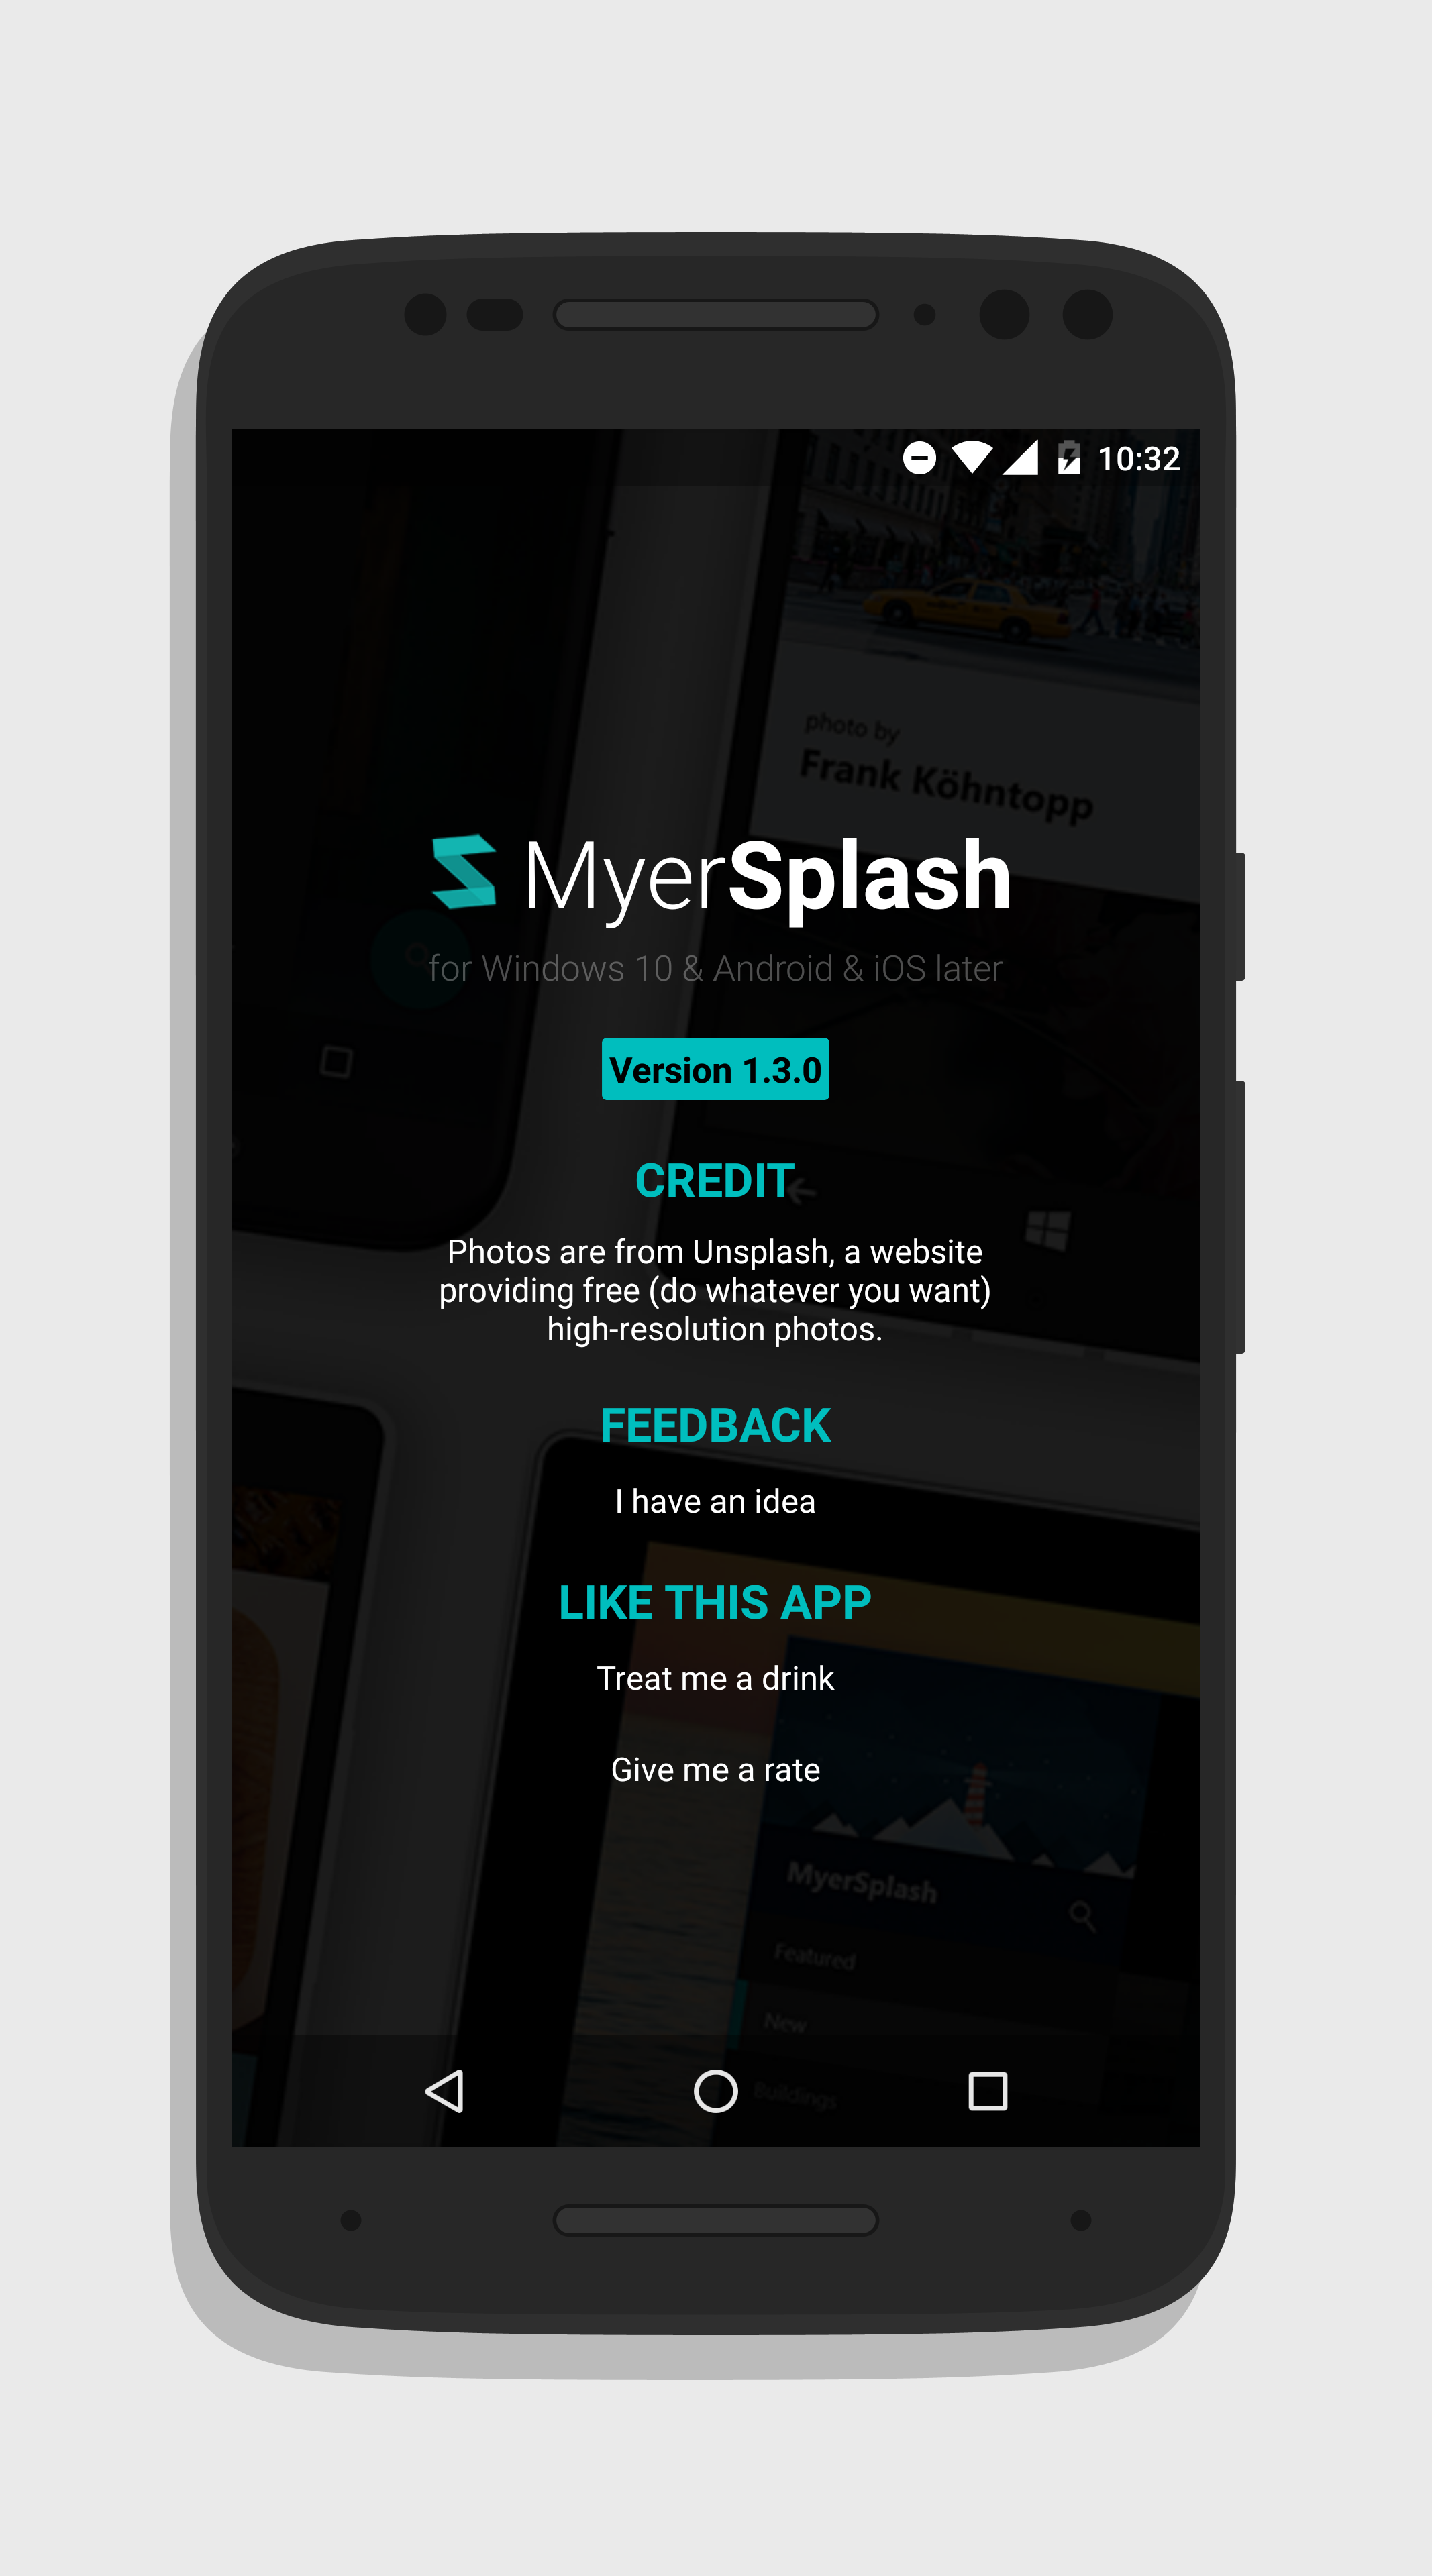 10:32
photo by
Frank Köhntopp
MyerSplash
for Windows 10 & Android & iOS later
Version 1.3.0
CREDIT
Photos are from Unsplash, a website
providing free (do whatever you want)
high-resolution photos.
FEEDBACK
I have an idea
LIKE THIS APP
Treat me a drink
Give me a rate
MyerSplash
Featured
New
Buildings